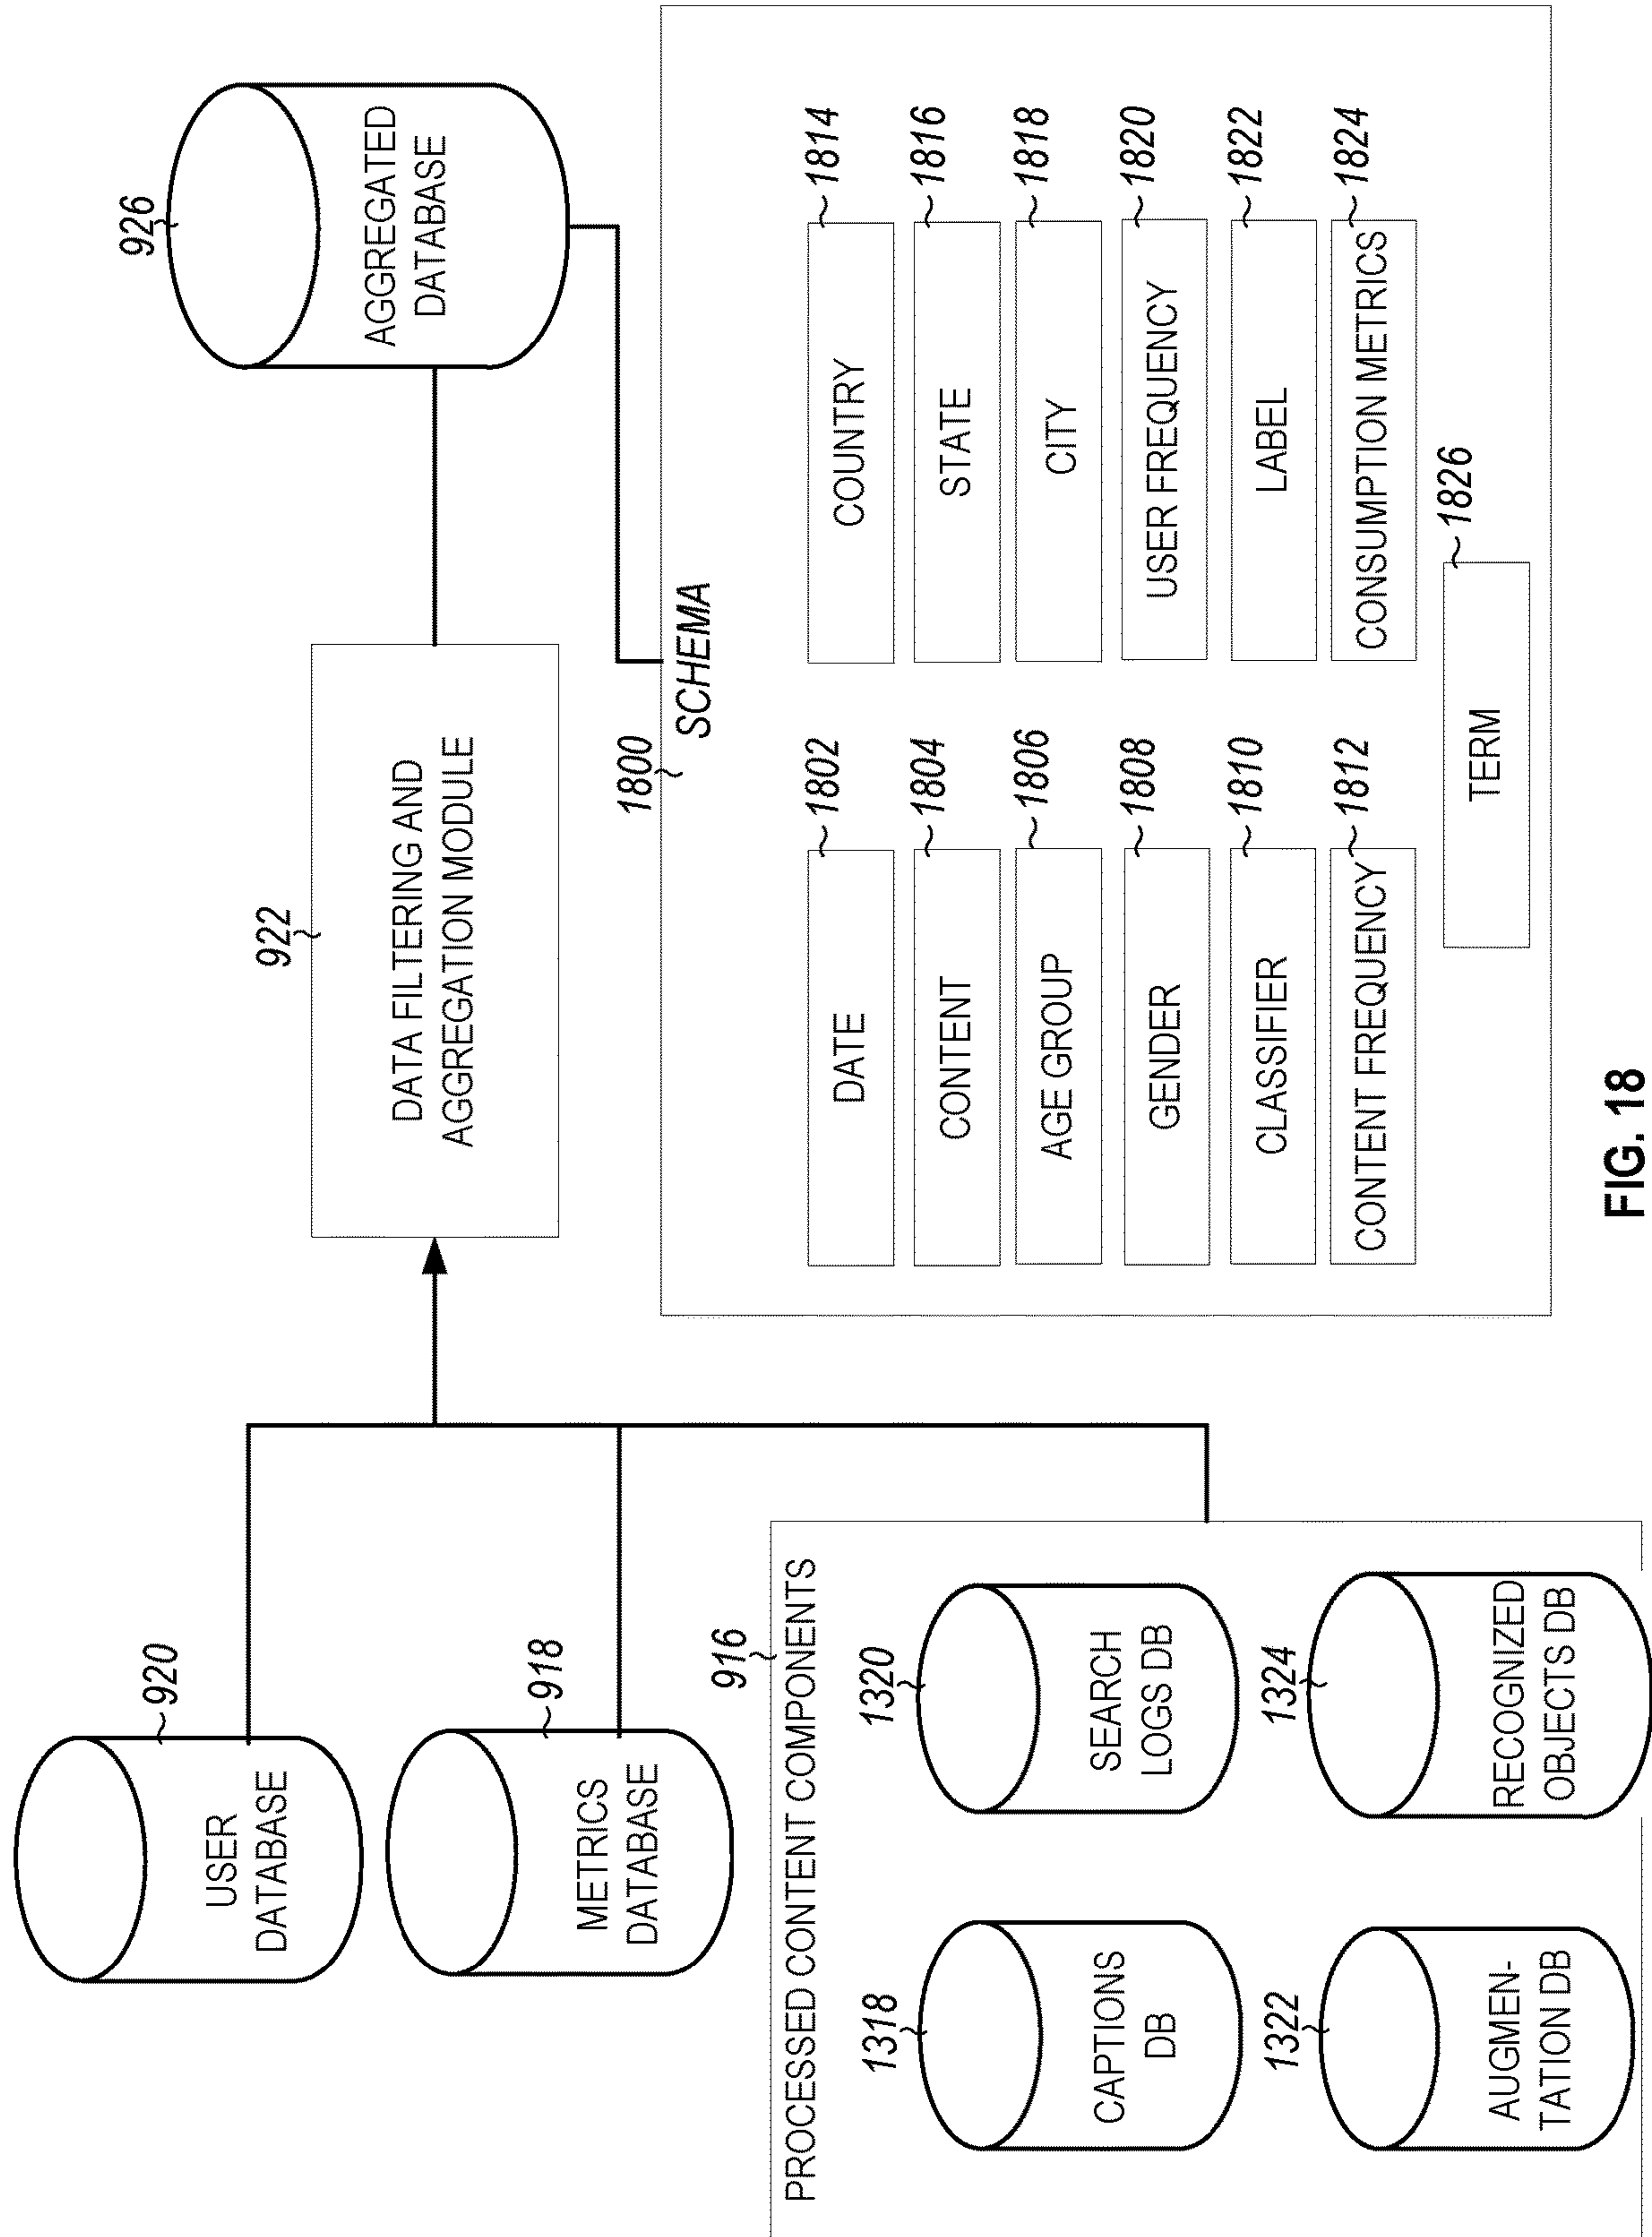 920
USER
DATABASE
918
METRICS
DATABASE
916
PROCESSED CONTENT COMPONENTS
1318
CAPTIONS
DB
1320
SEARCH
LOGS DB
1322
AUGMEN-
TATION DB
1324
RECOGNIZED
OBJECTS DB
922
DATA FILTERING AND
AGGREGATION MODULE
926
AGGREGATED
DATABASE
1800
SCHEMA
DATE
1802
CONTENT
1804
AGE GROUP
1806
GENDER
1808
CLASSIFIER
1810
CONTENT FREQUENCY
1812
COUNTRY
1814
STATE
1816
CITY
1818
USER FREQUENCY
1820
LABEL
1822
CONSUMPTION METRICS
1824
TERM
1826
FIG. 18